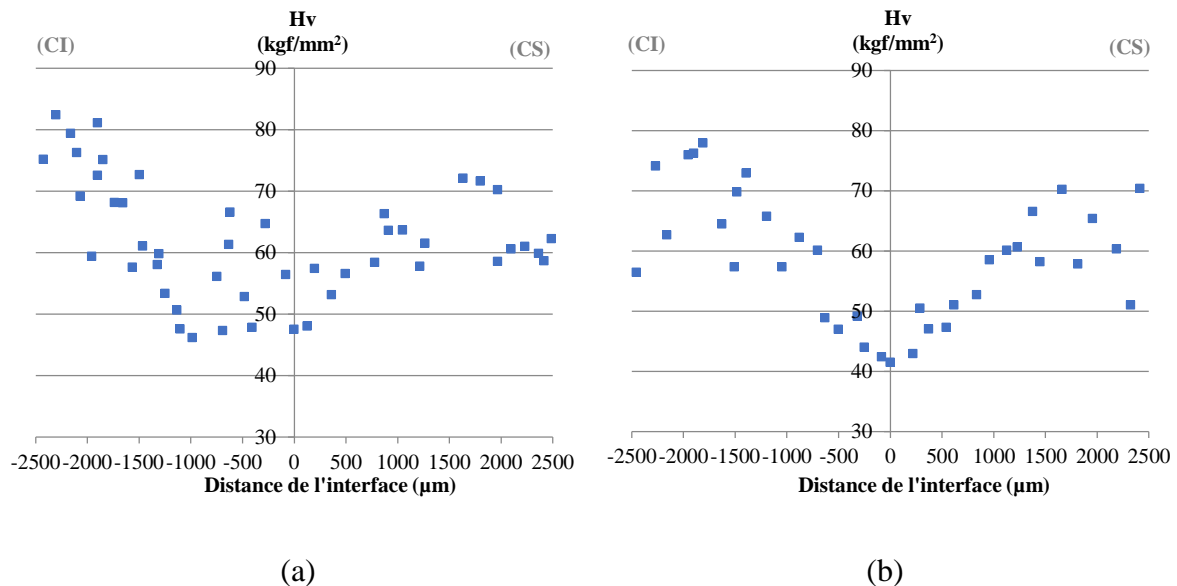 Hv
(kgf/mm²)
(CI)
(CS)
90
80
70
60
50
40
30
-2500 -2000 -1500 -1000 -500 0 500 1000 1500 2000 2500
Distance de l'interface (µm)
(a)
Hv
(kgf/mm²)
(CI)
(CS)
90
80
70
60
50
40
30
-2500 -2000 -1500 -1000 -500 0 500 1000 1500 2000 2500
Distance de l'interface (µm)
(b)